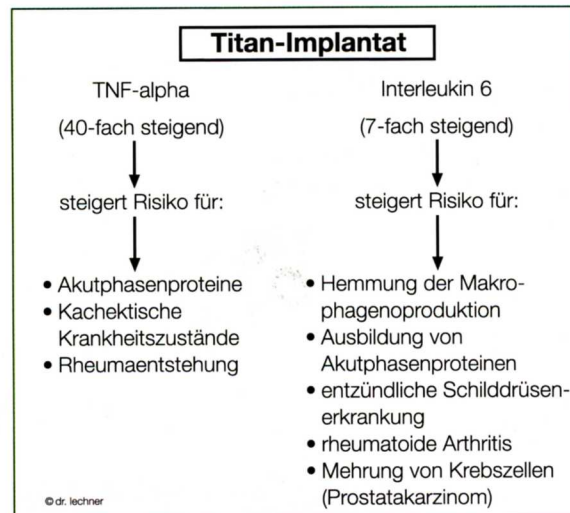 Titan-Implantat
TNF-alpha
(40-fach steigend)
steigert Risiko für:
• Akutphasenproteine
• Kachektische
Krankheitszustände
• Rheumaentstehung
Interleukin 6
(7-fach steigend)
steigert Risiko für:
• Hemmung der Makro-
phagenoproduktion
• Ausbildung von
Akutphasenproteinen
• entzündliche Schilddrüsen-
erkrankung
• rheumatoide Arthritis
• Mehrung von Krebszellen
(Prostatakarzinom)
© dr. lechner